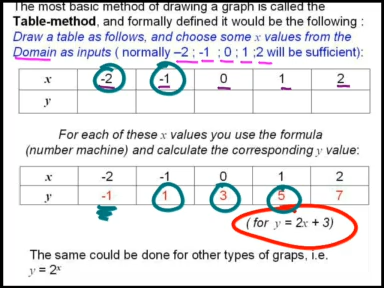 The most basic method of drawing a graph is called the
Table-method, and formally defined it would be the following :
Draw a table as follows, and choose some x values from the
Domain as inputs ( normally –2 ; -1 ; 0 ; 1 ;2 will be sufficient):
x -2 -1 0 1 2
y
For each of these x values you use the formula
(number machine) and calculate the corresponding y value:
x -2 -1 0 1 2
y -1 1 3 5 7
( for y = 2x + 3)
The same could be done for other types of graps, i.e.
y = 2ˣ